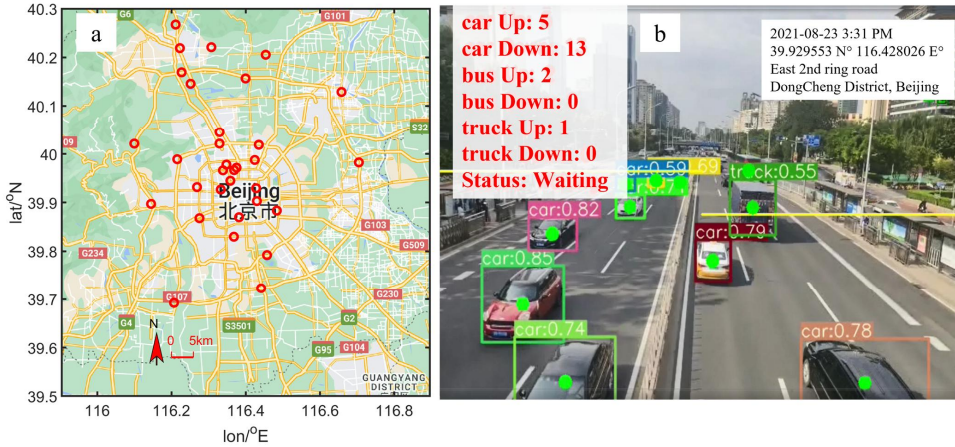 a
G6
G101
40.3
40.2
40.1
40
39.9
39.8
39.7
39.6
39.5
lat/°N
S32
09
G103
G509
G234
G107
G230
G4
G2
S3501
G95
G104
Beijing
北京市
N
0 5km
GUANGYANG
DISTRICT
116
116.2
116.4
116.6
116.8
lon/°E
b
car Up: 5
car Down: 13
bus Up: 2
bus Down: 0
truck Up: 1
truck Down: 0
Status: Waiting
2021-08-23 3:31 PM
39.929553 N° 116.428026 E°
East 2nd ring road
DongCheng District, Beijing
car:0.59
.69
truck:0.55
car:0.82
car:0.79
car:0.85
car:0.74
car:0.78